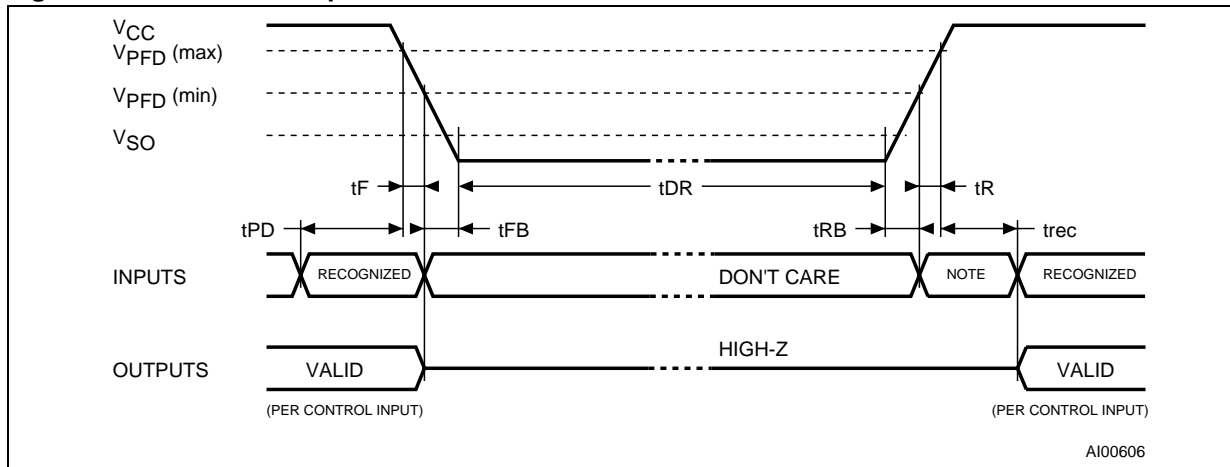 VCC
VPFD (max)
VPFD (min)
VSO
tF
tDR
tR
tPD
tFB
tRB
trec
INPUTS
RECOGNIZED
DON'T CARE
NOTE
RECOGNIZED
HIGH-Z
OUTPUTS
VALID
VALID
(PER CONTROL INPUT)
(PER CONTROL INPUT)
AI00606